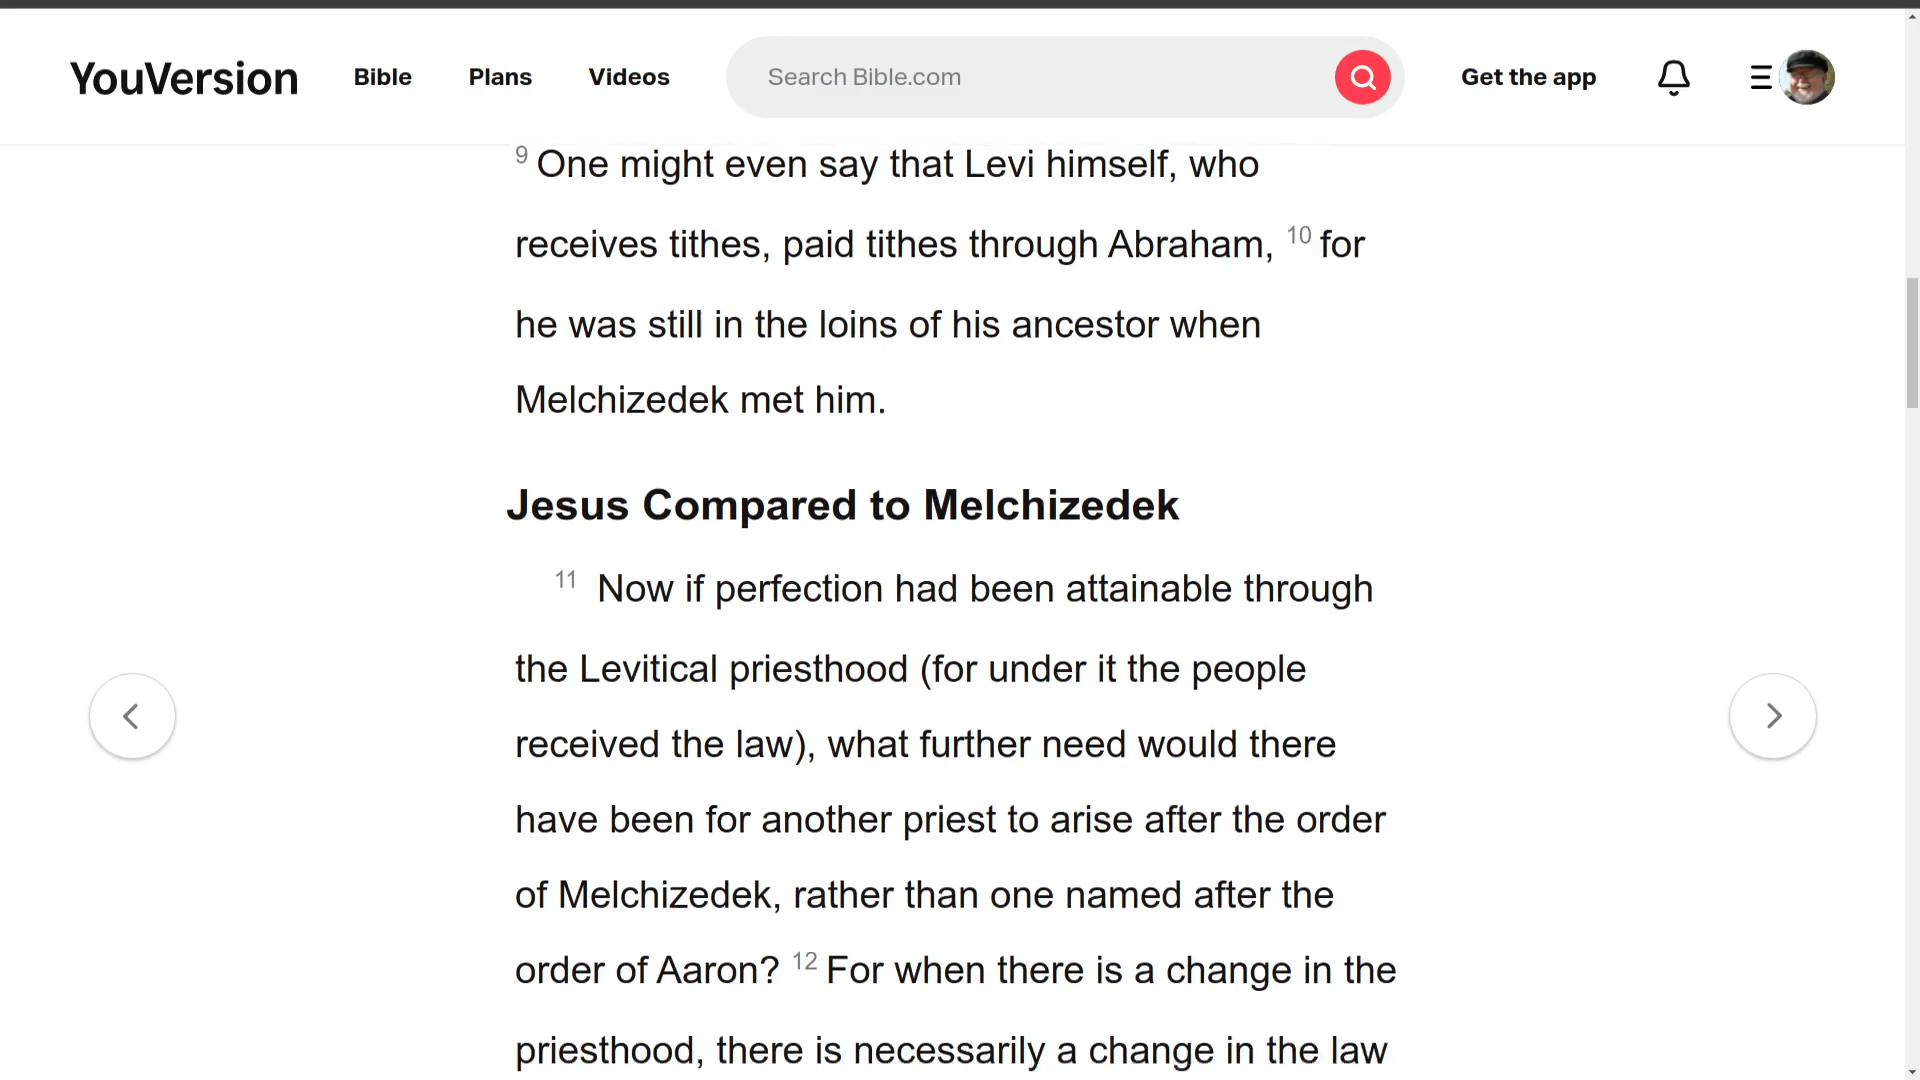 YouVersion Bible Plans Videos Search Bible.com Get the app
9 One might even say that Levi himself, who
receives tithes, paid tithes through Abraham, 10 for
he was still in the loins of his ancestor when
Melchizedek met him.
Jesus Compared to Melchizedek
11 Now if perfection had been attainable through
the Levitical priesthood (for under it the people
received the law), what further need would there
have been for another priest to arise after the order
of Melchizedek, rather than one named after the
order of Aaron? 12 For when there is a change in the
priesthood, there is necessarily a change in the law